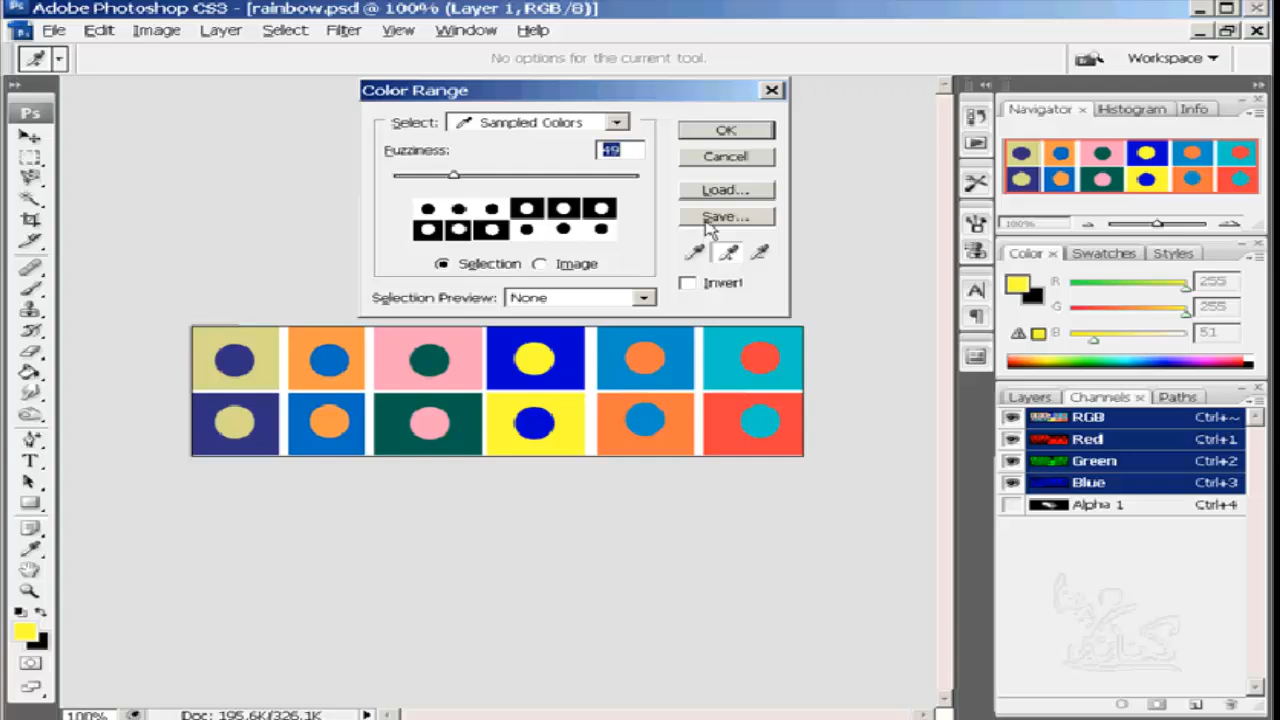 Adobe Photoshop CS3 - [rainbow.psd @ 100% (Layer 1, RGB/8)]
File Edit Image Layer Select Filter View Window Help
No options for the current tool.
Workspace
Color Range
Select: Sampled Colors
OK
Fuzziness: 49
Cancel
Load...
Save...
Selection Image
Invert
Selection Preview: None
Ps
T
Navigator × Histogram Info
100%
Color × Swatches Styles
R 255
G 255
B 51
Layers Channels × Paths
RGB Ctrl+~
Red Ctrl+1
Green Ctrl+2
Blue Ctrl+3
Alpha 1 Ctrl+4
100% Doc: 195.6K/326.1K